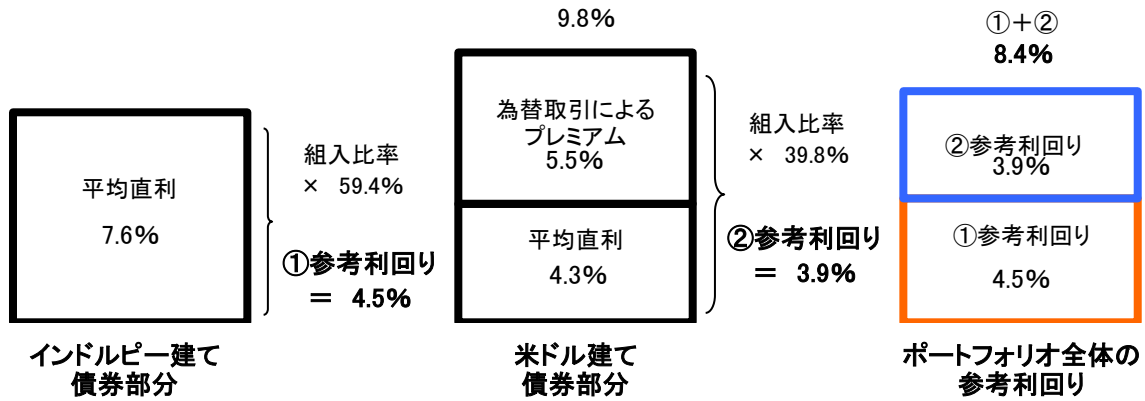 平均直利
7.6%
組入比率
× 59.4%
①参考利回り
＝ 4.5%
インドルピー建て
債券部分
9.8%
為替取引による
プレミアム
5.5%
平均直利
4.3%
組入比率
× 39.8%
②参考利回り
＝ 3.9%
米ドル建て
債券部分
①＋②
8.4%
②参考利回り
3.9%
①参考利回り
4.5%
ポートフォリオ全体の
参考利回り